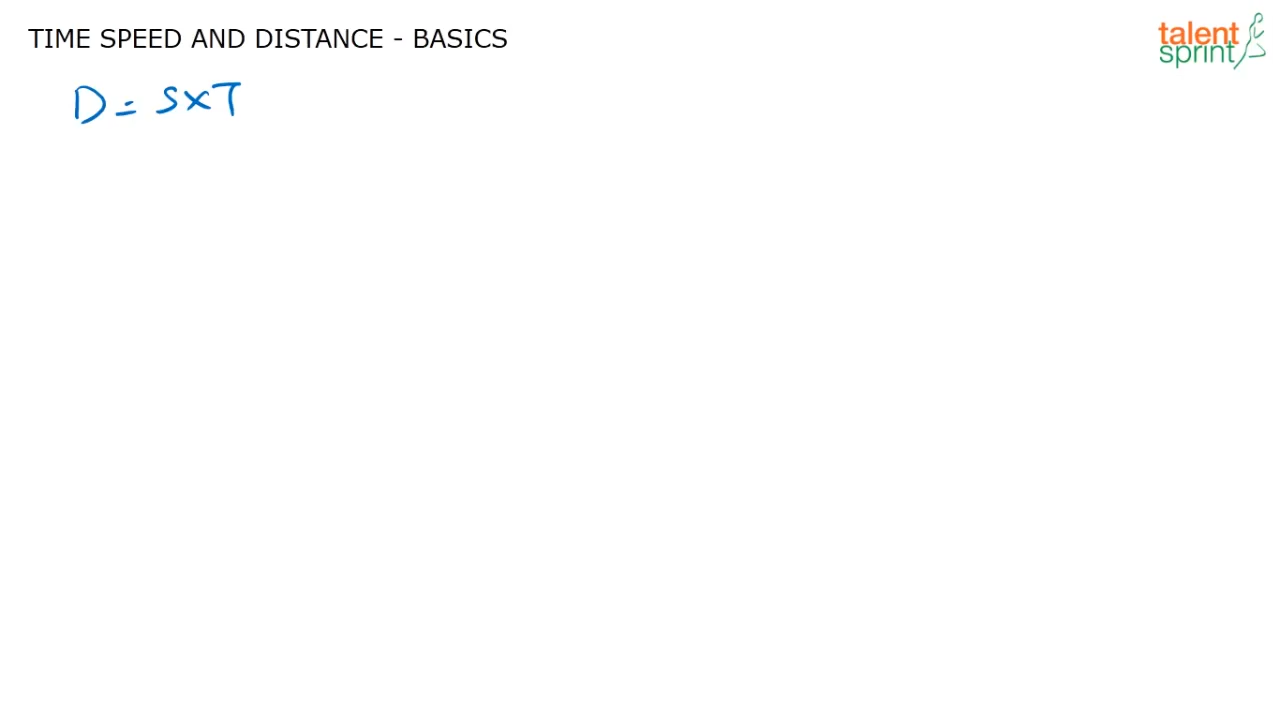 TIME SPEED AND DISTANCE - BASICS
talent
sprint
D = S×T